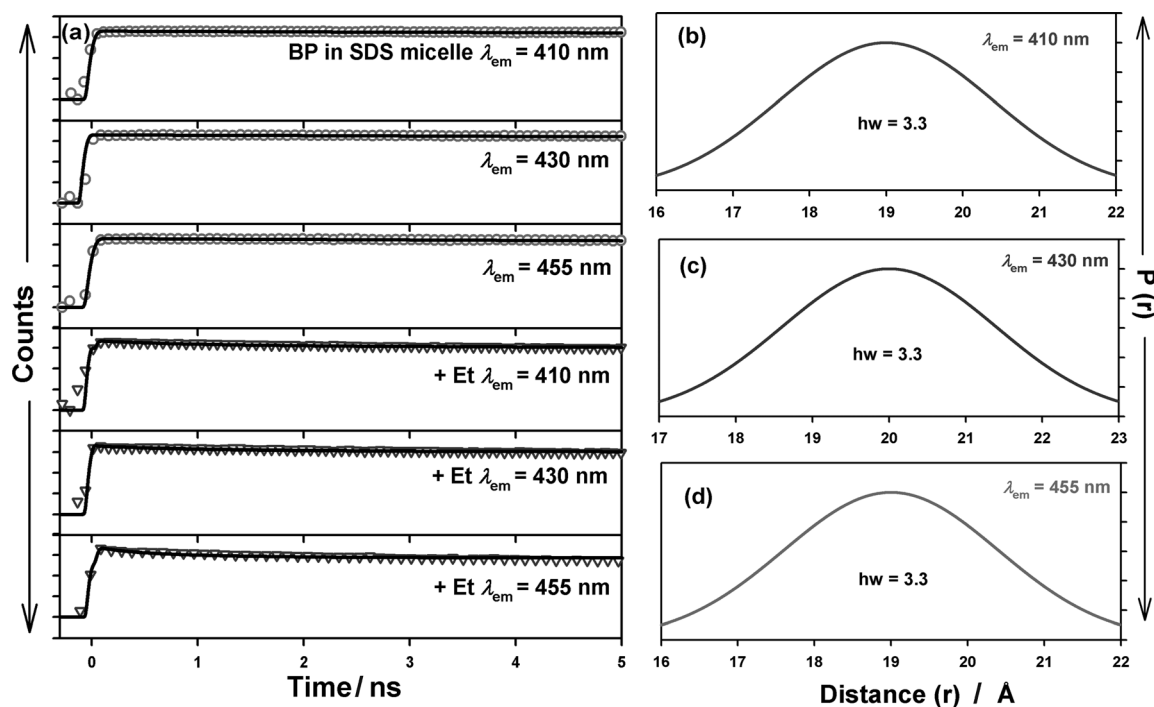 (a)
BP in SDS micelle λem = 410 nm
λem = 430 nm
λem = 455 nm
+ Et λem = 410 nm
+ Et λem = 430 nm
+ Et λem = 455 nm
Counts
0 1 2 3 4 5
Time/ ns
(b)
λem = 410 nm
hw = 3.3
16 17 18 19 20 21 22
(c)
λem = 430 nm
hw = 3.3
17 18 19 20 21 22 23
(d)
λem = 455 nm
hw = 3.3
16 17 18 19 20 21 22
Distance (r) / Å
P (r)